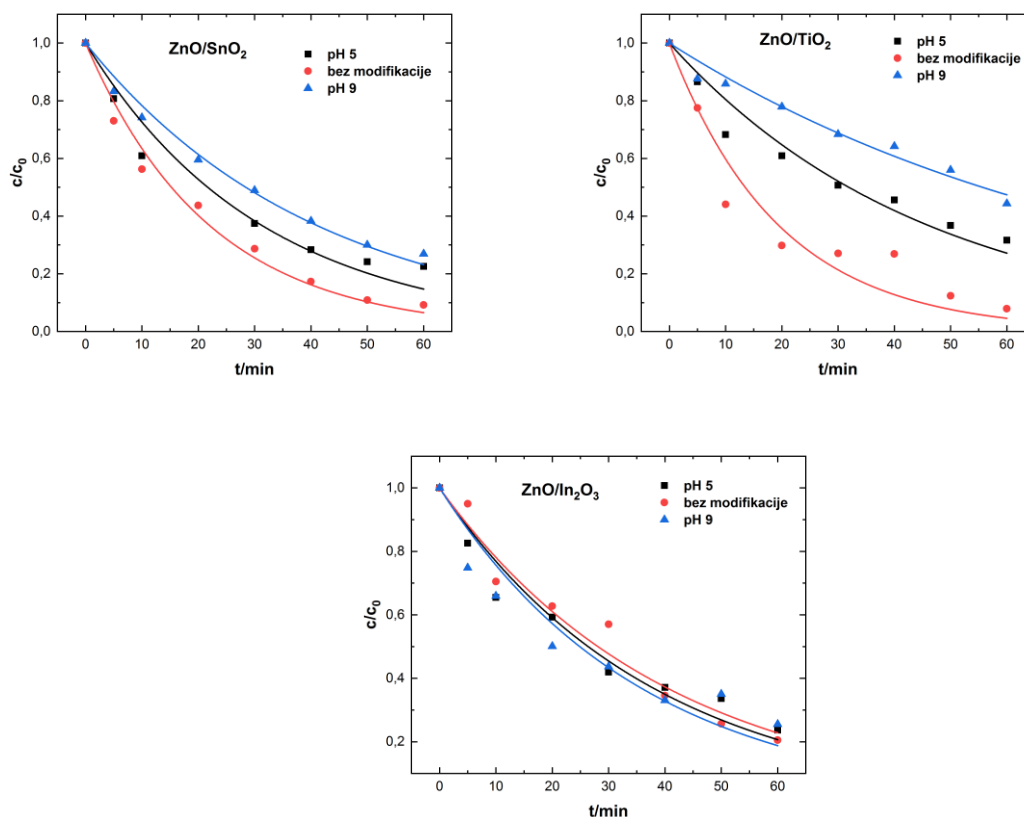 ZnO/SnO₂
pH 5
bez modifikacije
pH 9
c/c₀
1,0
0,8
0,6
0,4
0,2
0,0
0 10 20 30 40 50 60
t/min
ZnO/TiO₂
pH 5
bez modifikacije
pH 9
c/c₀
1,0
0,8
0,6
0,4
0,2
0,0
0 10 20 30 40 50 60
t/min
ZnO/In₂O₃
pH 5
bez modifikacije
pH 9
c/c₀
1,0
0,8
0,6
0,4
0,2
0 10 20 30 40 50 60
t/min